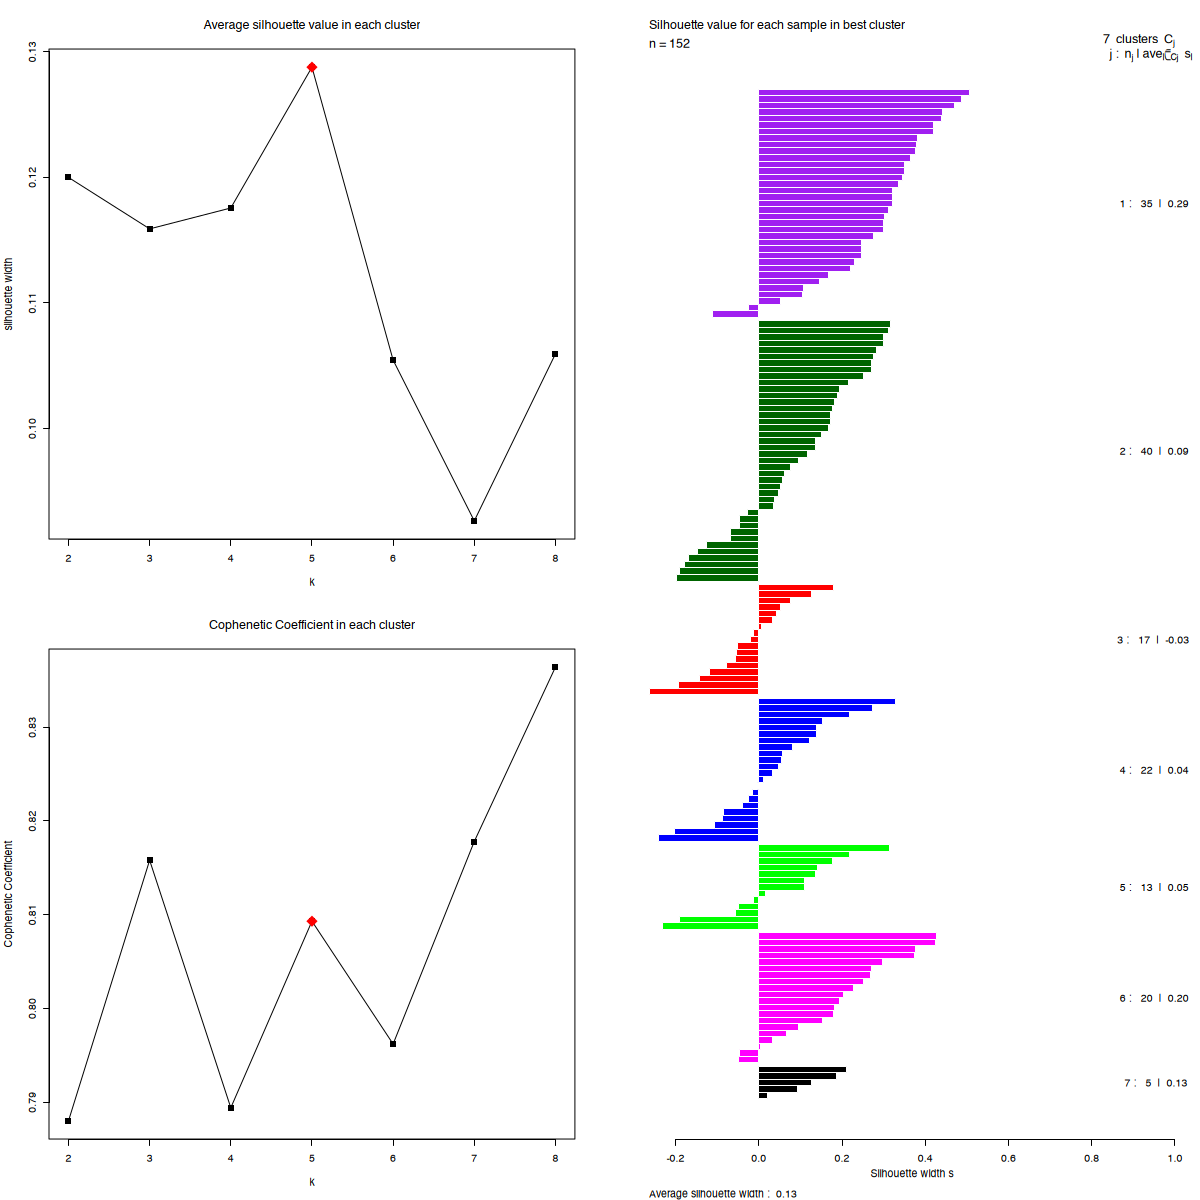 Average silhouette value in each cluster
0.13
0.12
0.11
0.10
silhouette width
2 3 4 5 6 7 8
k
Cophenetic Coefficient in each cluster
0.83
0.82
0.81
0.80
0.79
Cophenetic Coefficient
2 3 4 5 6 7 8
k
Silhouette value for each sample in best cluster
n = 152
7 clusters Cj
j : nj | avei∈Cj si
1 : 35 | 0.29
2 : 40 | 0.09
3 : 17 | -0.03
4 : 22 | 0.04
5 : 13 | 0.05
6 : 20 | 0.20
7 : 5 | 0.13
-0.2 0.0 0.2 0.4 0.6 0.8 1.0
Silhouette width s
Average silhouette width : 0.13